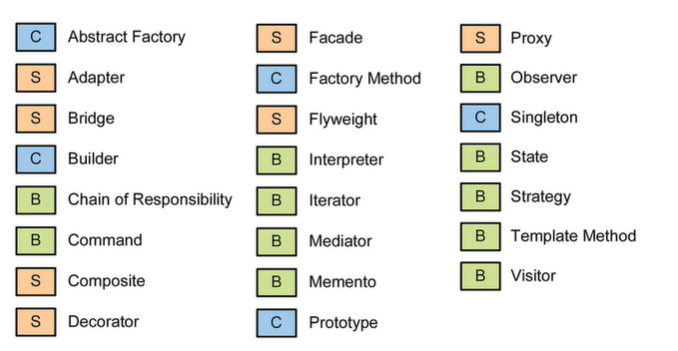 C Abstract Factory
S Adapter
S Bridge
C Builder
B Chain of Responsibility
B Command
S Composite
S Decorator
S Facade
C Factory Method
S Flyweight
B Interpreter
B Iterator
B Mediator
B Memento
C Prototype
S Proxy
B Observer
C Singleton
B State
B Strategy
B Template Method
B Visitor